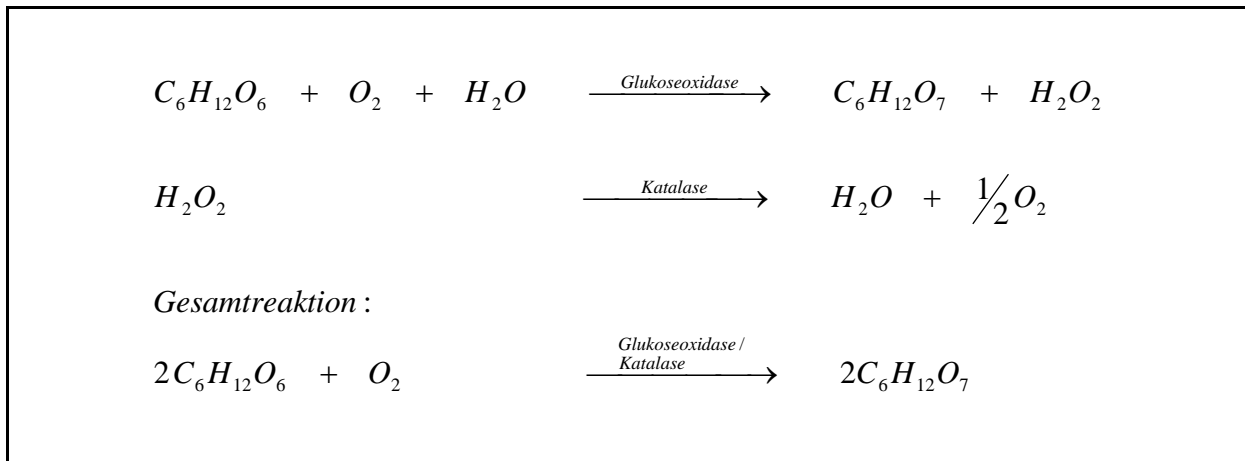 C₆H₁₂O₆ + O₂ + H₂O Glukoseoxidase → C₆H₁₂O₇ + H₂O₂
H₂O₂ Katalase → H₂O + 1/2 O₂
Gesamtreaktion :
2C₆H₁₂O₆ + O₂ Glukoseoxidase / Katalase → 2C₆H₁₂O₇